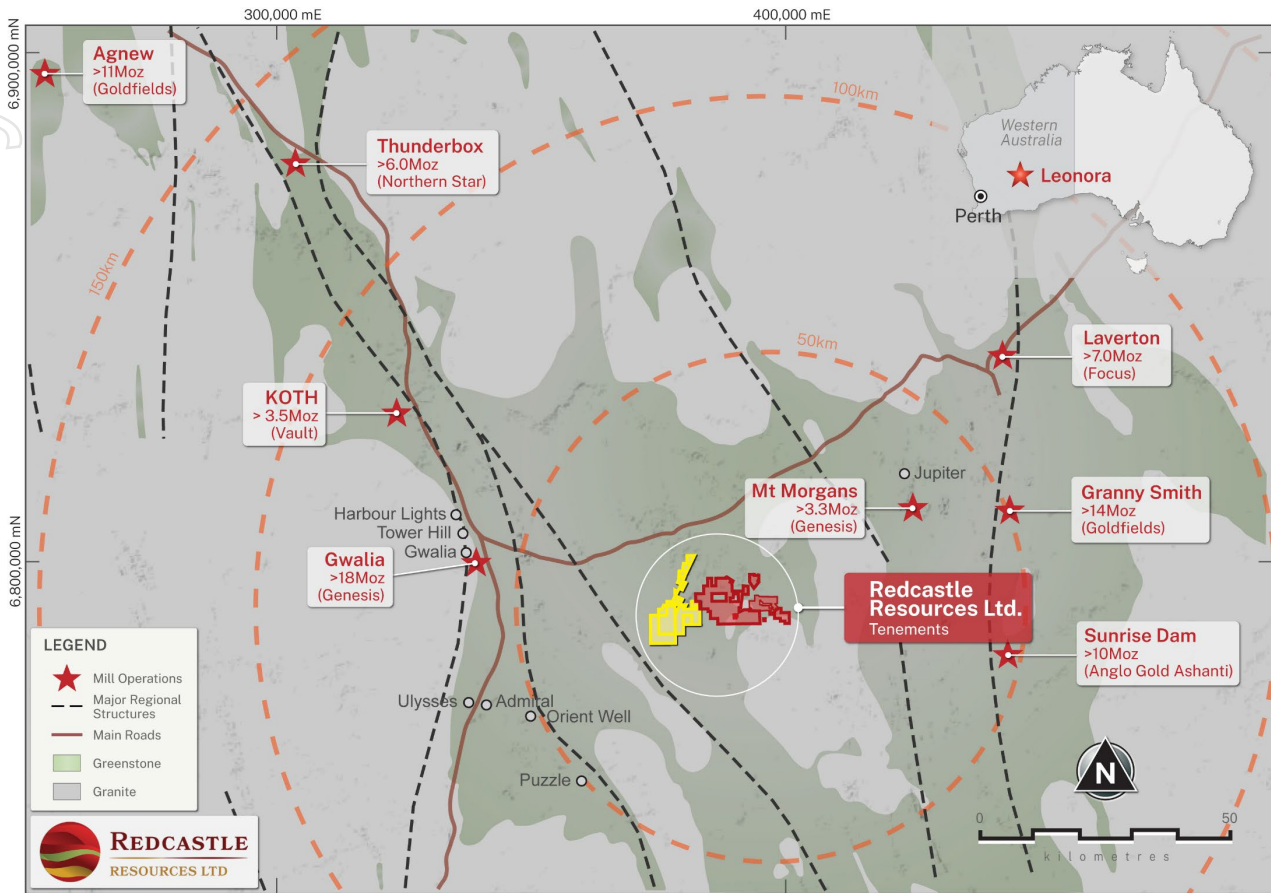 300,000 mE
400,000 mE
6,900,000 mN
6,800,000 mN
Agnew
>11Moz
(Goldfields)
Thunderbox
>6.0Moz
(Northern Star)
100km
150km
50km
Western
Australia
Leonora
Perth
Laverton
>7.0Moz
(Focus)
KOTH
> 3.5Moz
(Vault)
Jupiter
Mt Morgans
>3.3Moz
(Genesis)
Granny Smith
>14Moz
(Goldfields)
Harbour Lights
Tower Hill
Gwalia
Gwalia
>18Moz
(Genesis)
Redcastle
Resources Ltd.
Tenements
Sunrise Dam
>10Moz
(Anglo Gold Ashanti)
Ulysses
Admiral
Orient Well
Puzzle
LEGEND
Mill Operations
Major Regional
Structures
Main Roads
Greenstone
Granite
N
0
50
kilometres
REDCASTLE
RESOURCES LTD